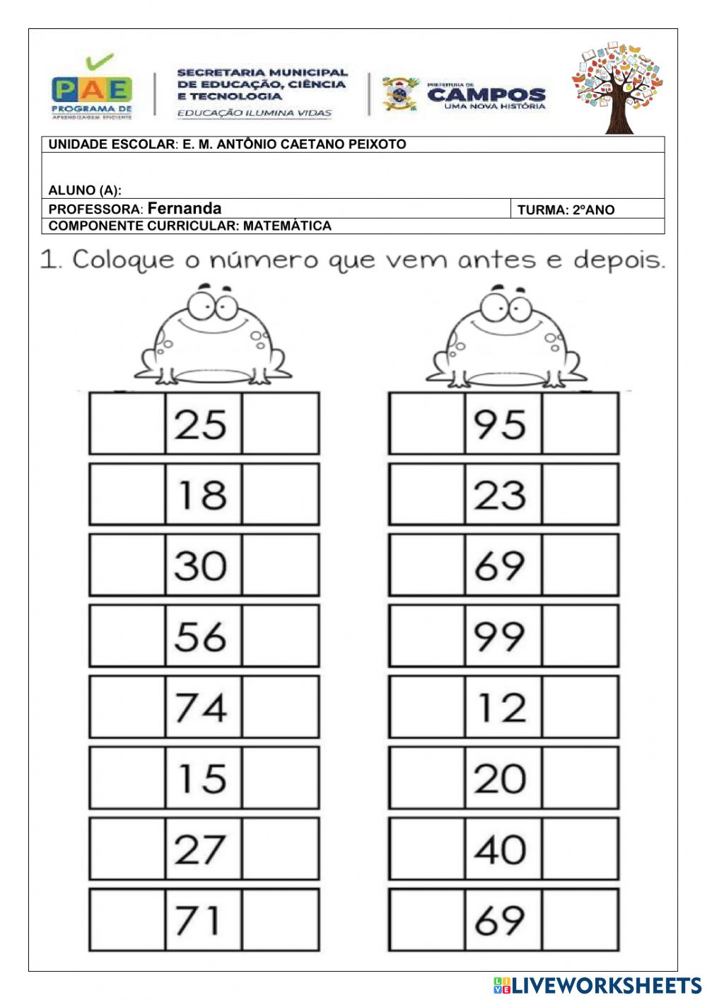 PAE
PROGRAMA DE
APRENDIZAGEM EFICIENTE
SECRETARIA MUNICIPAL
DE EDUCAÇÃO, CIÊNCIA
E TECNOLOGIA
EDUCAÇÃO ILUMINA VIDAS
PREFEITURA DE
CAMPOS
UMA NOVA HISTÓRIA
UNIDADE ESCOLAR: E. M. ANTÔNIO CAETANO PEIXOTO
ALUNO (A):
PROFESSORA: Fernanda
TURMA: 2ºANO
COMPONENTE CURRICULAR: MATEMÁTICA
1. Coloque o número que vem antes e depois.
25 95
18 23
30 69
56 99
74 12
15 20
27 40
71 69
LIVEWORKSHEETS